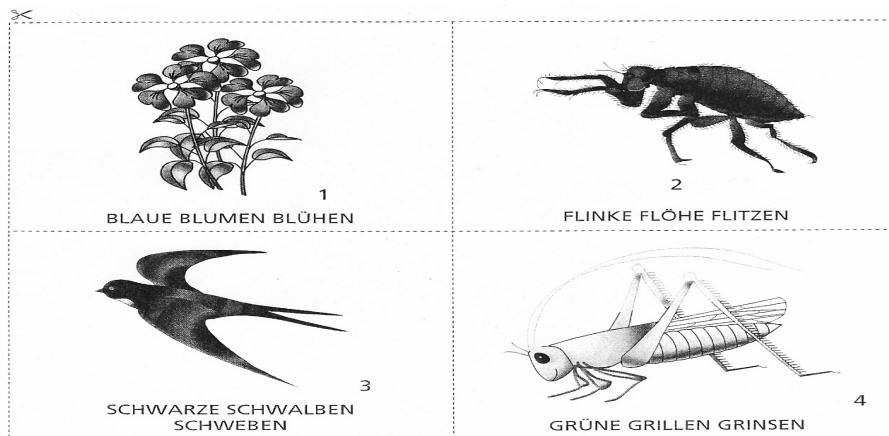 1
BLAUE BLUMEN BLÜHEN
2
FLINKE FLÖHE FLITZEN
3
SCHWARZE SCHWALBEN
SCHWEBEN
4
GRÜNE GRILLEN GRINSEN